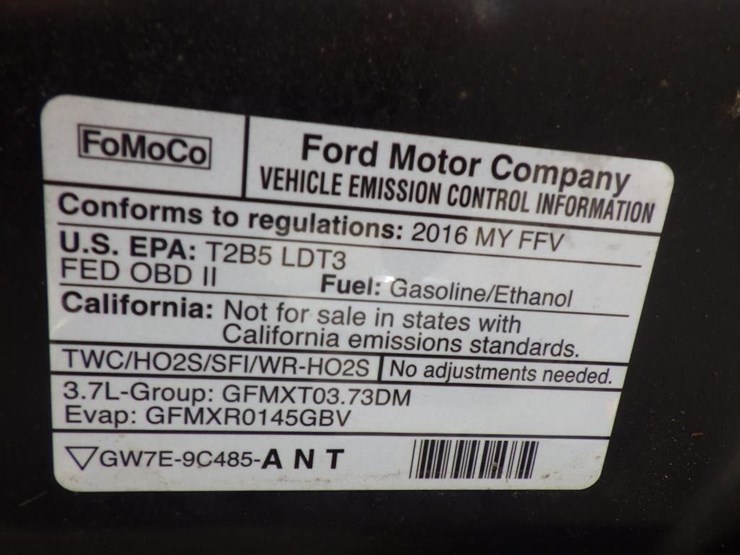 FoMoCo
Ford Motor Company
VEHICLE EMISSION CONTROL INFORMATION
Conforms to regulations: 2016 MY FFV
U.S. EPA: T2B5 LDT3
FED OBD II Fuel: Gasoline/Ethanol
California: Not for sale in states with
California emissions standards.
TWC/HO2S/SFI/WR-HO2S No adjustments needed.
3.7L-Group: GFMXT03.73DM
Evap: GFMXR0145GBV
GW7E-9C485-A N T